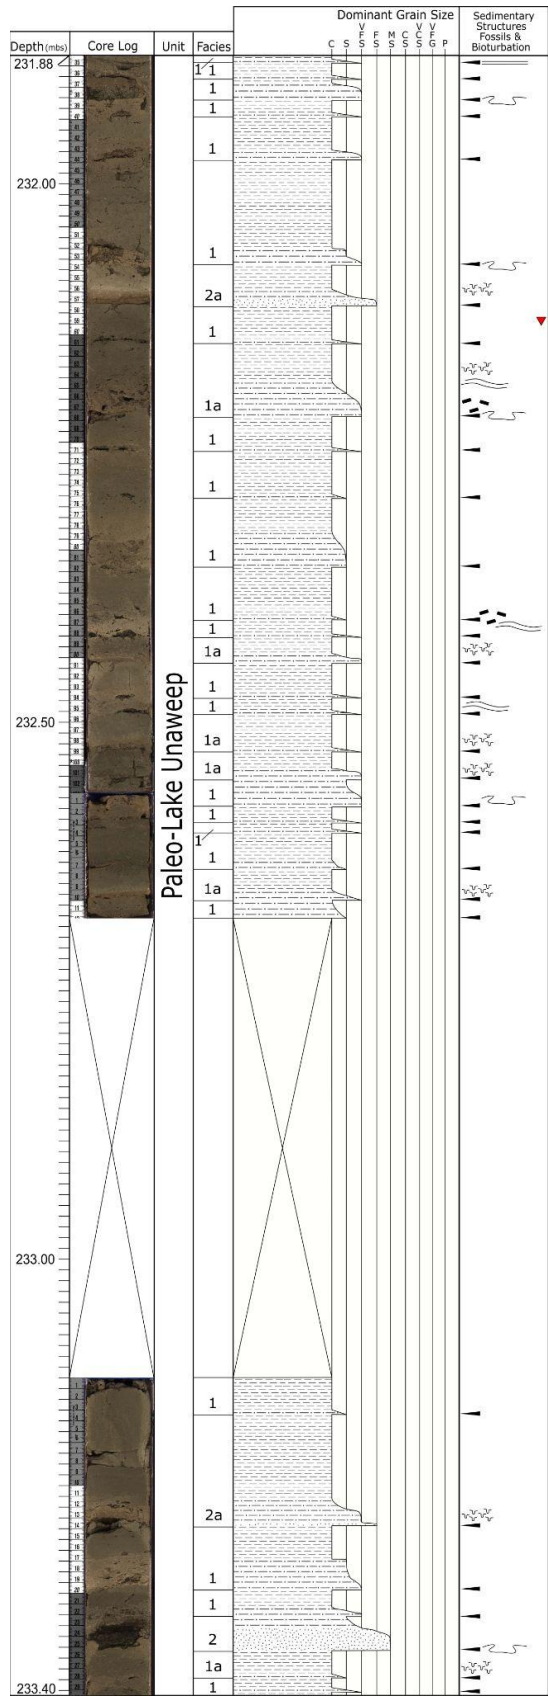 Dominant Grain Size
Sedimentary
Structures
Fossils &
Bioturbation
Depth (mbs)
Core Log
Unit
Facies
C
S
VFS
FS
MS
CS
VCS
VFG
P
231.88
1 1
1
1
1
232.00
1
2a
1
1a
1
1
1
1
1
1a
1
1
232.50
1a
1a
1
1
1
1
1a
1
Paleo-Lake Unaweep
233.00
1
2a
1
1
2
1a
1
233.40